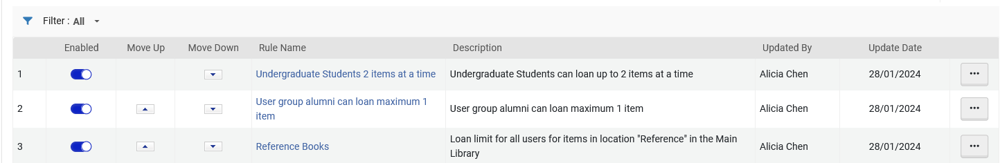 Filter : All
Enabled Move Up Move Down Rule Name Description Updated By Update Date
1 Undergraduate Students 2 items at a time Undergraduate Students can loan up to 2 items at a time Alicia Chen 28/01/2024 •••
2 User group alumni can loan maximum 1 item User group alumni can loan maximum 1 item Alicia Chen 28/01/2024 •••
3 Reference Books Loan limit for all users for items in location "Reference" in the Main Library Alicia Chen 28/01/2024 •••